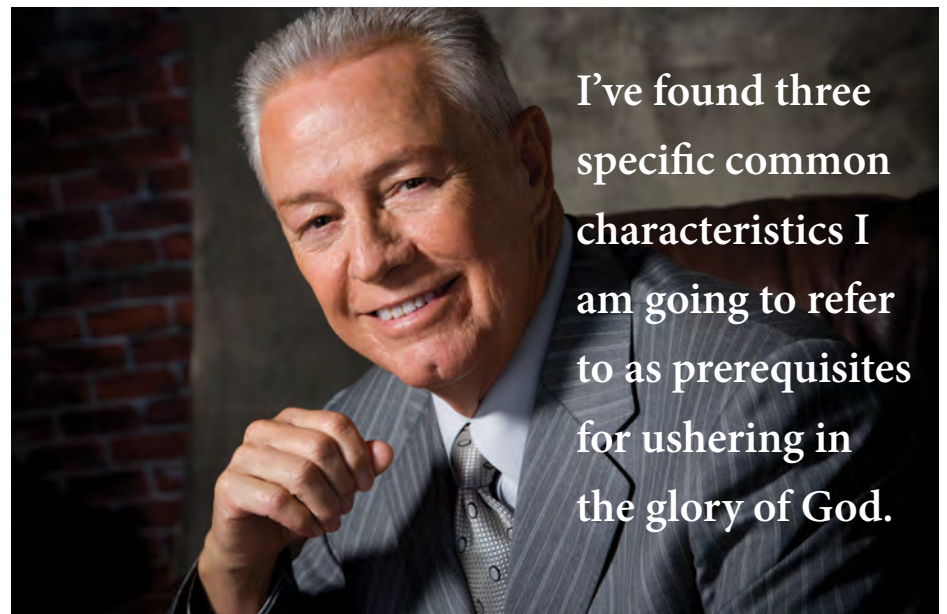 I’ve found three
specific common
characteristics I
am going to refer
to as prerequisites
for ushering in
the glory of God.